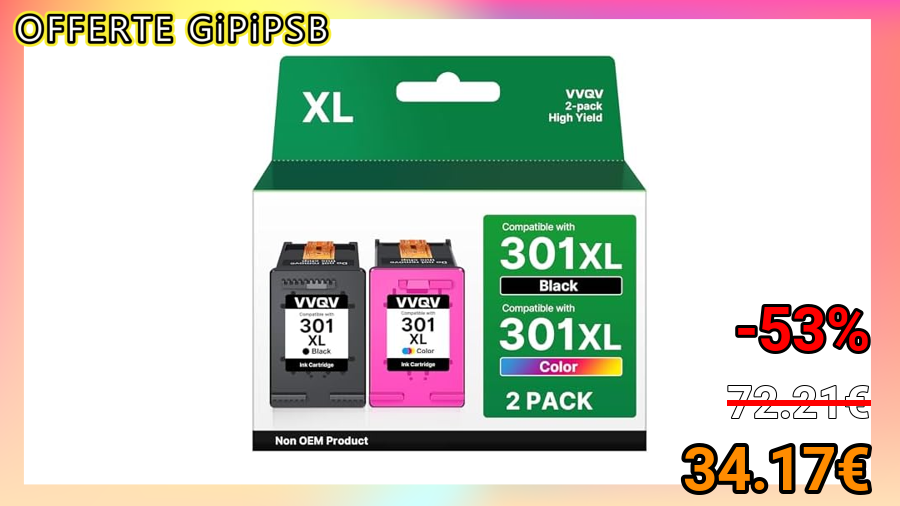 OFFERTE GiPiPSB
XL
VVQV
2-pack
High Yield
Compatible with
301XL
Black
Compatible with
301XL
Color
2 PACK
VVQV
Compatible with
301
XL
Black
Ink Cartridge
VVQV
Compatible with
301
XL
Color
Ink Cartridge
Non OEM Product
-53%
72.21€
34.17€